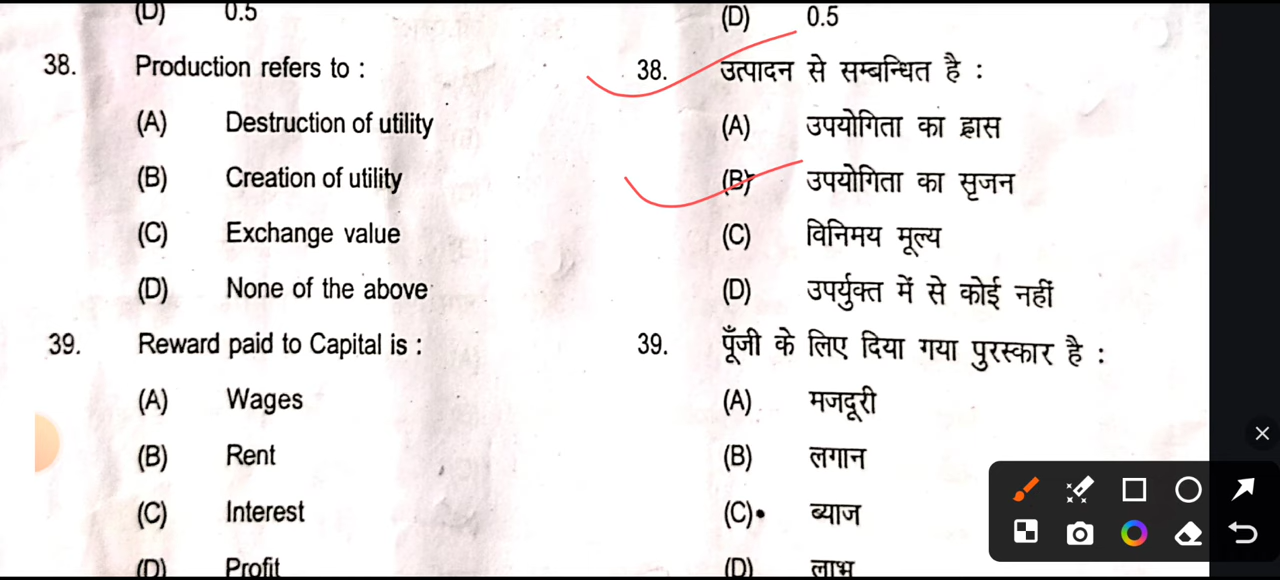 (D) 0.5
38. Production refers to :
(A) Destruction of utility
(B) Creation of utility
(C) Exchange value
(D) None of the above
39. Reward paid to Capital is :
(A) Wages
(B) Rent
(C) Interest
(D) Profit
(D) 0.5
38. उत्पादन से सम्बन्धित है :
(A) उपयोगिता का ह्रास
(B) उपयोगिता का सृजन
(C) विनिमय मूल्य
(D) उपर्युक्त में से कोई नहीं
39. पूँजी के लिए दिया गया पुरस्कार है :
(A) मजदूरी
(B) लगान
(C) ब्याज
(D) लाभ